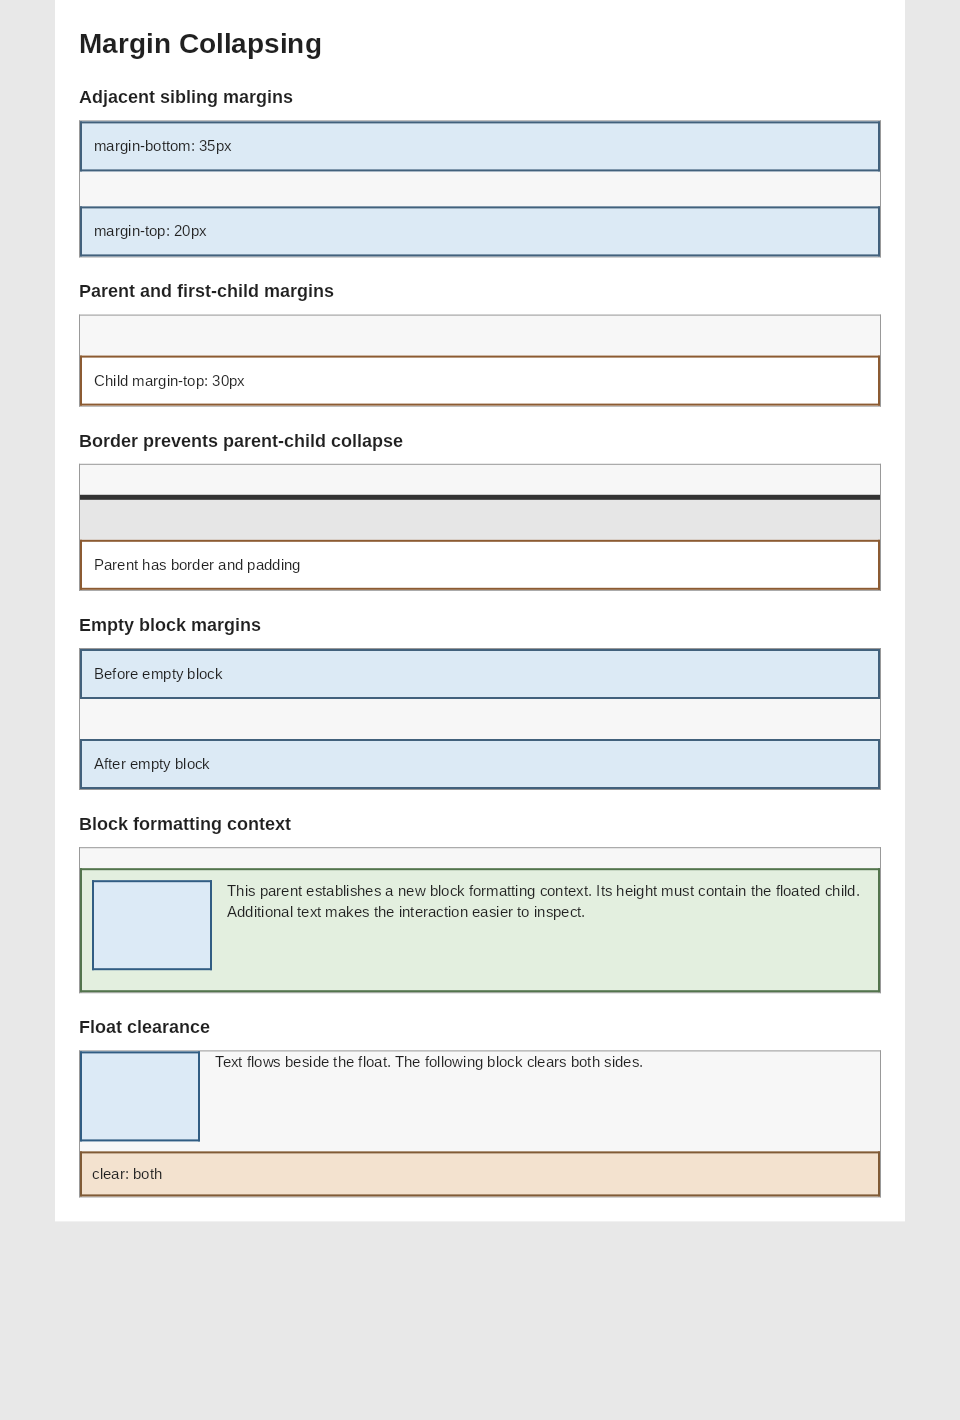 Margin Collapsing
Adjacent sibling margins
margin-bottom: 35px
margin-top: 20px
Parent and first-child margins
Child margin-top: 30px
Border prevents parent-child collapse
Parent has border and padding
Empty block margins
Before empty block
After empty block
Block formatting context
This parent establishes a new block formatting context. Its height must contain the floated child.
Additional text makes the interaction easier to inspect.
Float clearance
Text flows beside the float. The following block clears both sides.
clear: both